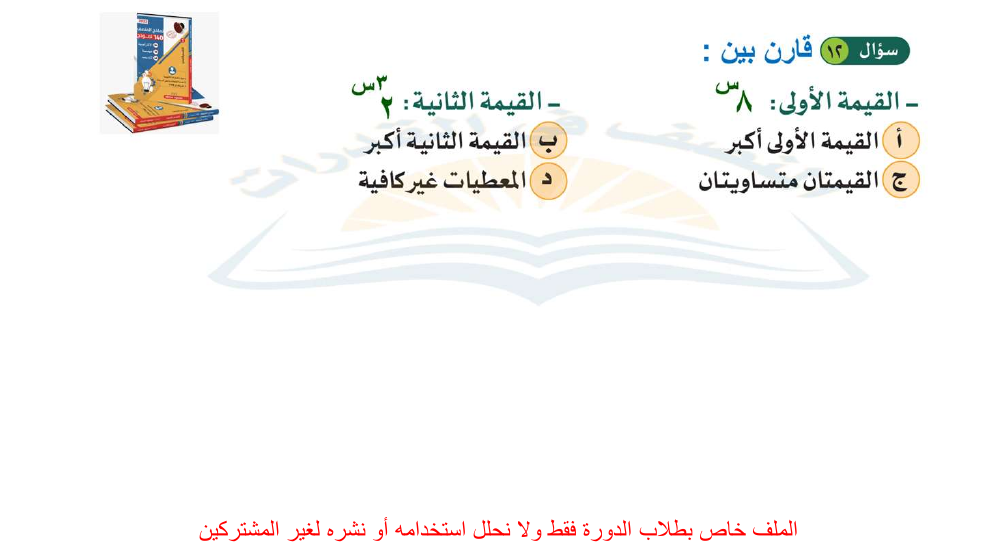 سؤال ١٢ قارن بين :
- القيمة الأولى: ٨^س - القيمة الثانية: ٢^٣س
أ القيمة الأولى أكبر ب القيمة الثانية أكبر
ج القيمتان متساويتان د المعطيات غير كافية
الملف خاص بطلاب الدورة فقط ولا نحلل استخدامه أو نشره لغير المشتركين